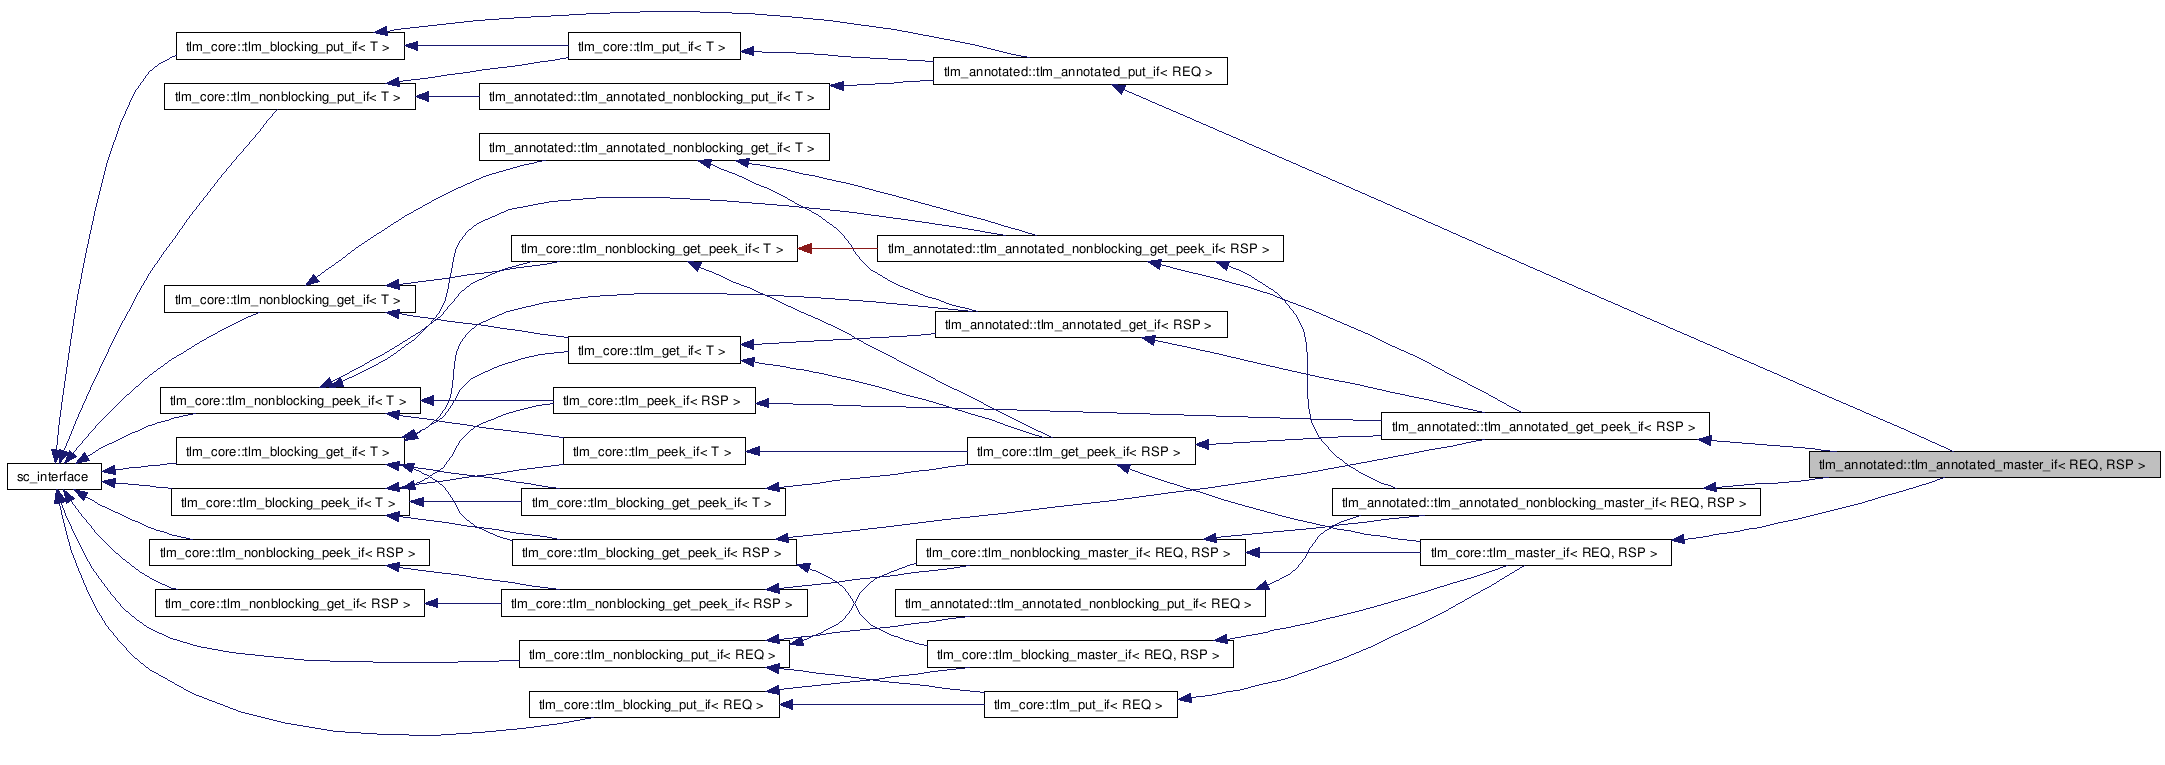 tlm_core::tlm_blocking_put_if< T >
tlm_core::tlm_put_if< T >
tlm_annotated::tlm_annotated_put_if< REQ >
tlm_core::tlm_nonblocking_put_if< T >
tlm_annotated::tlm_annotated_nonblocking_put_if< T >
tlm_annotated::tlm_annotated_nonblocking_get_if< T >
tlm_core::tlm_nonblocking_get_peek_if< T >
tlm_annotated::tlm_annotated_nonblocking_get_peek_if< RSP >
tlm_core::tlm_nonblocking_get_if< T >
tlm_annotated::tlm_annotated_get_if< RSP >
tlm_core::tlm_get_if< T >
tlm_core::tlm_nonblocking_peek_if< T >
tlm_core::tlm_peek_if< RSP >
tlm_annotated::tlm_annotated_get_peek_if< RSP >
tlm_core::tlm_blocking_get_if< T >
tlm_core::tlm_peek_if< T >
tlm_core::tlm_get_peek_if< RSP >
tlm_annotated::tlm_annotated_master_if< REQ, RSP >
sc_interface
tlm_core::tlm_blocking_peek_if< T >
tlm_core::tlm_blocking_get_peek_if< T >
tlm_annotated::tlm_annotated_nonblocking_master_if< REQ, RSP >
tlm_core::tlm_nonblocking_peek_if< RSP >
tlm_core::tlm_blocking_get_peek_if< RSP >
tlm_core::tlm_nonblocking_master_if< REQ, RSP >
tlm_core::tlm_master_if< REQ, RSP >
tlm_core::tlm_nonblocking_get_if< RSP >
tlm_core::tlm_nonblocking_get_peek_if< RSP >
tlm_annotated::tlm_annotated_nonblocking_put_if< REQ >
tlm_core::tlm_nonblocking_put_if< REQ >
tlm_core::tlm_blocking_master_if< REQ, RSP >
tlm_core::tlm_blocking_put_if< REQ >
tlm_core::tlm_put_if< REQ >